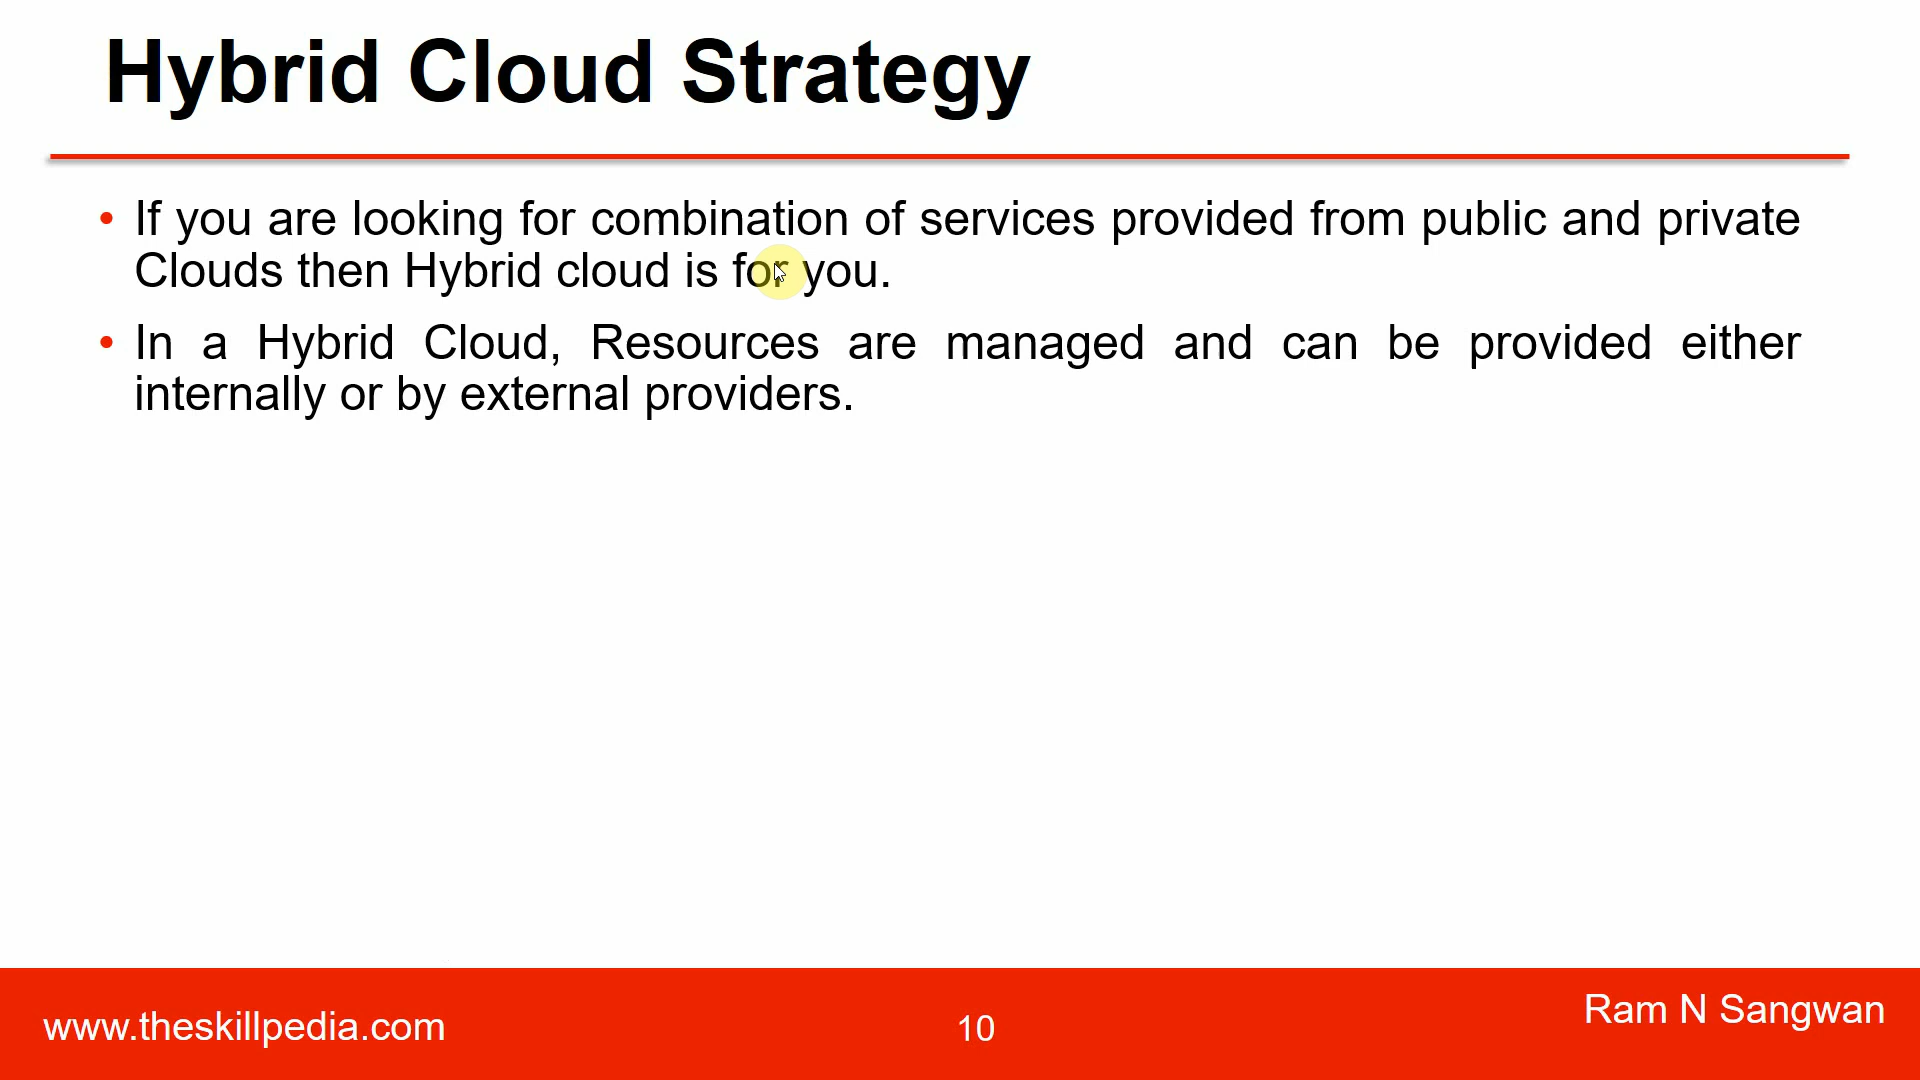 Hybrid Cloud Strategy
• If you are looking for combination of services provided from public and private
Clouds then Hybrid cloud is for you.
• In a Hybrid Cloud, Resources are managed and can be provided either
internally or by external providers.
www.theskillpedia.com
10
Ram N Sangwan